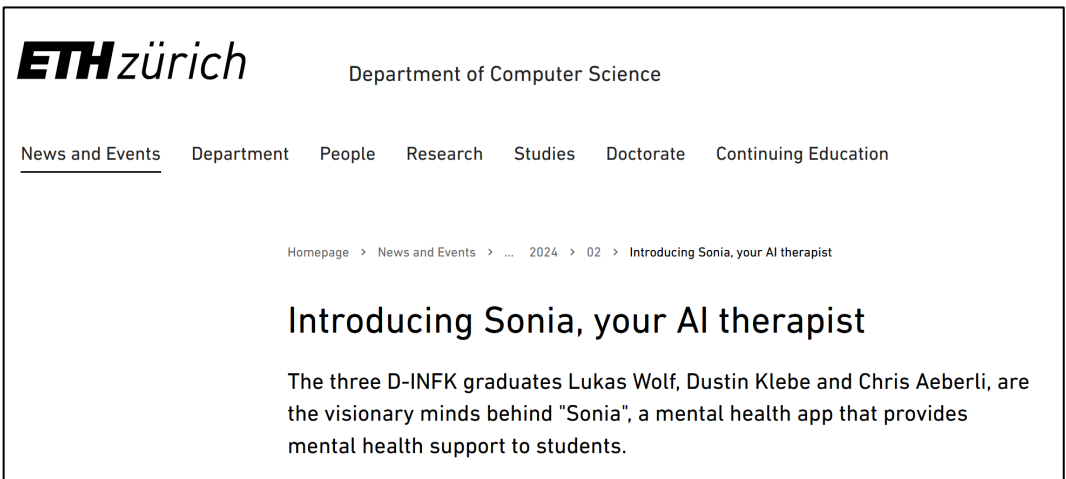 ETH zürich
Department of Computer Science
News and Events Department People Research Studies Doctorate Continuing Education
Homepage > News and Events > ... 2024 > 02 > Introducing Sonia, your AI therapist
Introducing Sonia, your AI therapist
The three D-INFK graduates Lukas Wolf, Dustin Klebe and Chris Aeberli, are
the visionary minds behind "Sonia", a mental health app that provides
mental health support to students.